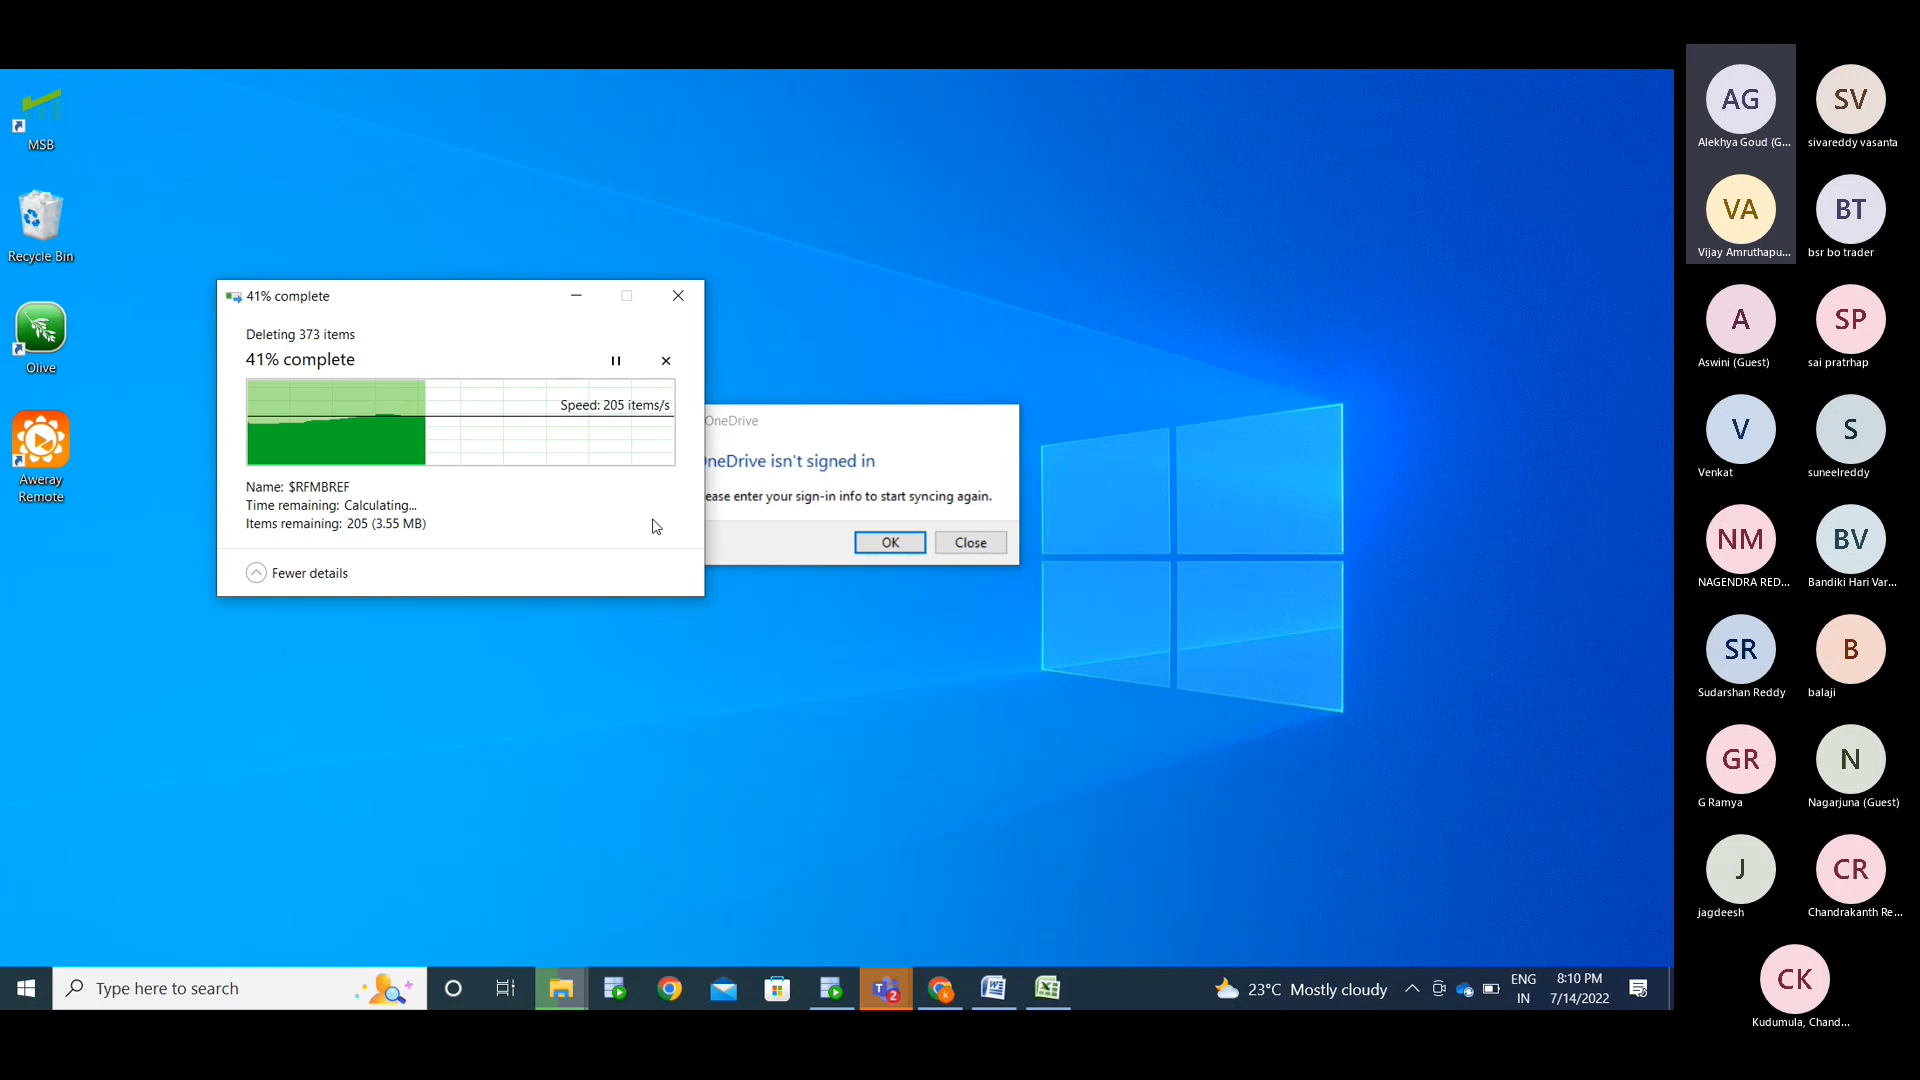 MSB
Recycle Bin
Olive
Aweray
Remote
41% complete
Deleting 373 items
41% complete
Speed: 205 items/s
Name: $RFMBREF
Time remaining: Calculating...
Items remaining: 205 (3.55 MB)
Fewer details
OneDrive
neDrive isn't signed in
ease enter your sign-in info to start syncing again.
OK
Close
Type here to search
2
23°C Mostly cloudy
ENG
IN
8:10 PM
7/14/2022
AG
Alekhya Goud (G...
SV
sivareddy vasanta
VA
Vijay Amruthapu...
BT
bsr bo trader
A
Aswini (Guest)
SP
sai pratrhap
V
Venkat
S
suneelreddy
NM
NAGENDRA RED...
BV
Bandiki Hari Var...
SR
Sudarshan Reddy
B
balaji
GR
G Ramya
N
Nagarjuna (Guest)
J
jagdeesh
CR
Chandrakanth Re...
CK
Kudumula, Chand...